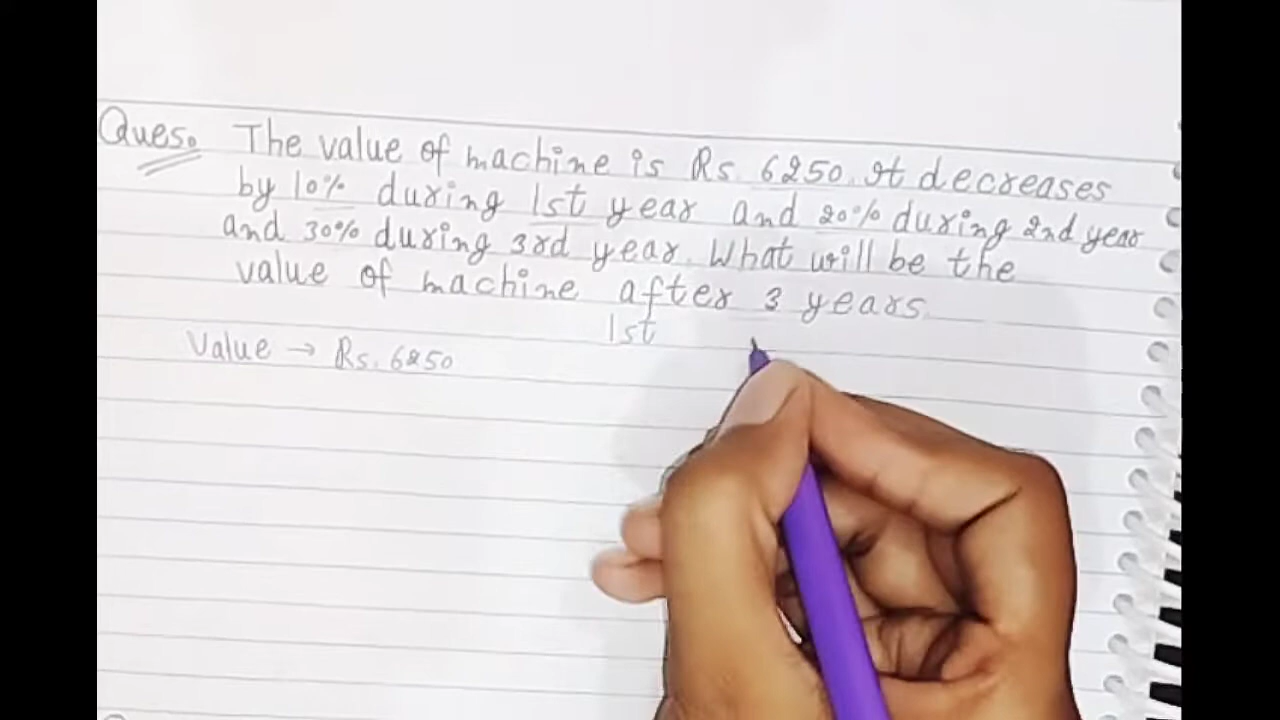 Ques. The value of machine is Rs. 6250. It decreases
by 10% during 1st year and 20% during 2nd year
and 30% during 3rd year. What will be the
value of machine after 3 years.
1st
Value → Rs. 6250